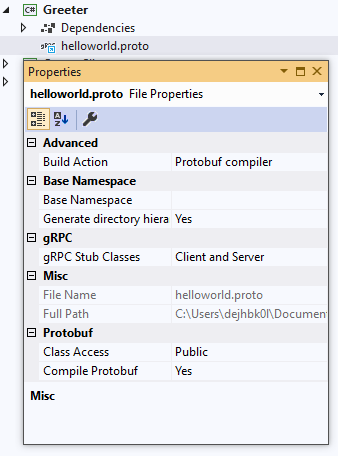 C# Greeter
Dependencies
helloworld.proto
Properties
helloworld.proto File Properties
Advanced
Build Action Protobuf compiler
Base Namespace
Base Namespace
Generate directory hiera Yes
gRPC
gRPC Stub Classes Client and Server
Misc
File Name helloworld.proto
Full Path C:\Users\dejhbk0l\Document
Protobuf
Class Access Public
Compile Protobuf Yes
Misc